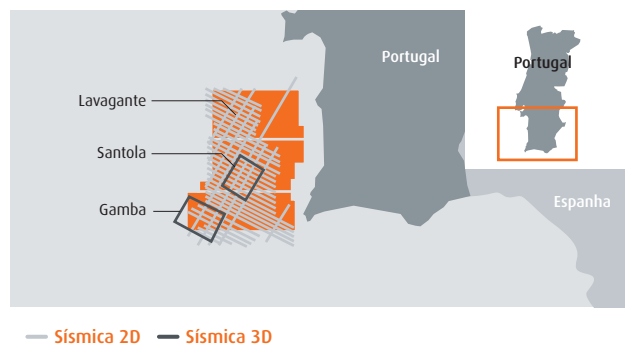 Portugal
Portugal
Lavagante
Santola
Gamba
Espanha
Sísmica 2D
Sísmica 3D